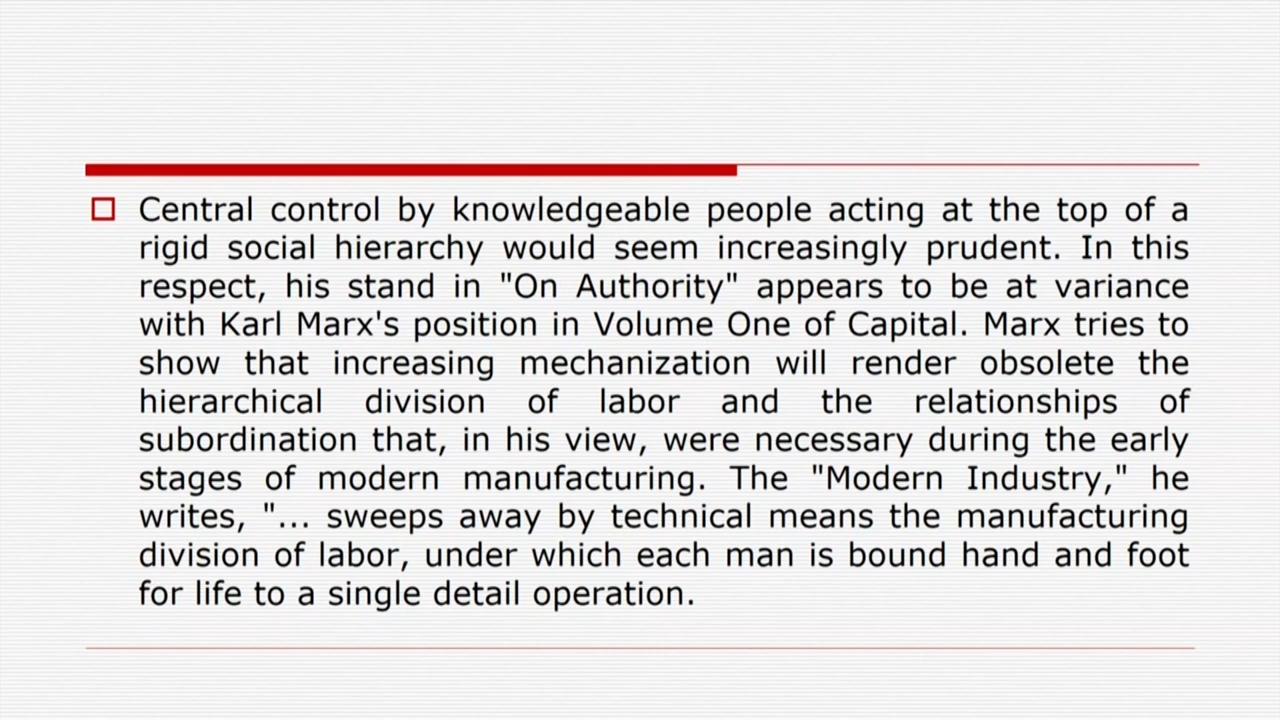 Central control by knowledgeable people acting at the top of a
rigid social hierarchy would seem increasingly prudent. In this
respect, his stand in "On Authority" appears to be at variance
with Karl Marx's position in Volume One of Capital. Marx tries to
show that increasing mechanization will render obsolete the
hierarchical division of labor and the relationships of
subordination that, in his view, were necessary during the early
stages of modern manufacturing. The "Modern Industry," he
writes, "... sweeps away by technical means the manufacturing
division of labor, under which each man is bound hand and foot
for life to a single detail operation.